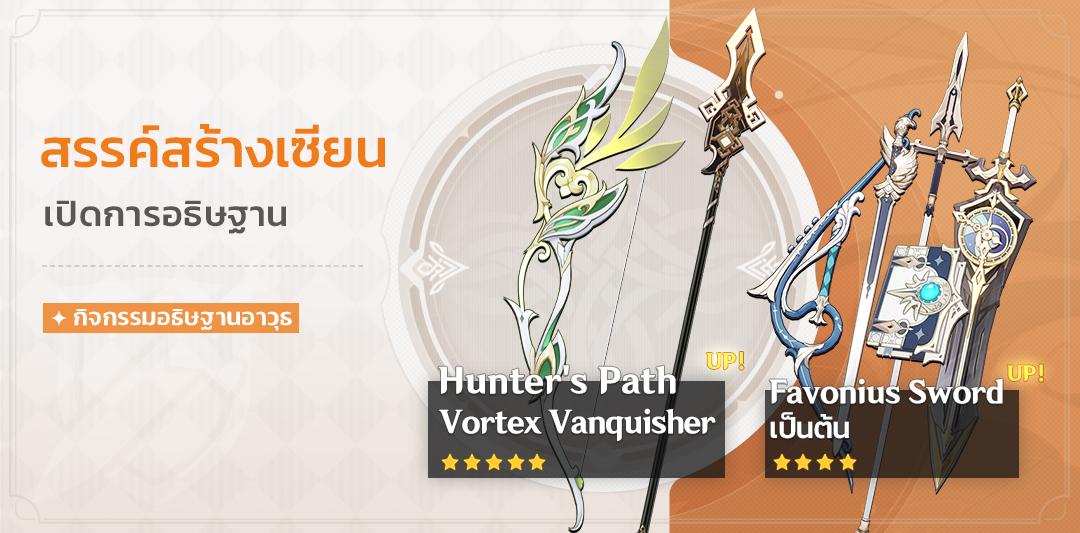 สรรค์สร้างเซียน
เปิดการอธิษฐาน
กิจกรรมอธิษฐานอาวุธ
UP!
Hunter's Path
Vortex Vanquisher
UP!
Favonius Sword
เป็นต้น